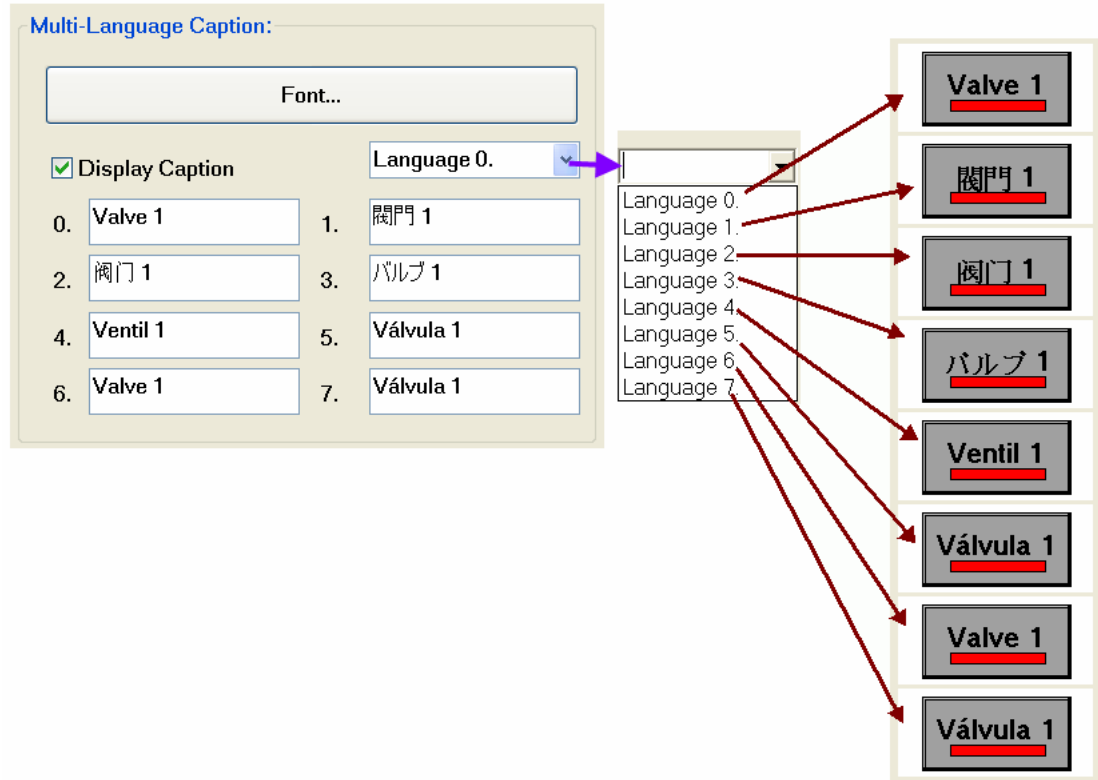 Multi-Language Caption:
Font...
Display Caption
Language 0.
0. Valve 1
1. 閥門 1
2. 阀门 1
3. バルブ 1
4. Ventil 1
5. Válvula 1
6. Valve 1
7. Válvula 1
Language 0.
Language 1.
Language 2.
Language 3.
Language 4.
Language 5.
Language 6.
Language 7.
Valve 1
閥門 1
阀门 1
バルブ 1
Ventil 1
Válvula 1
Valve 1
Válvula 1